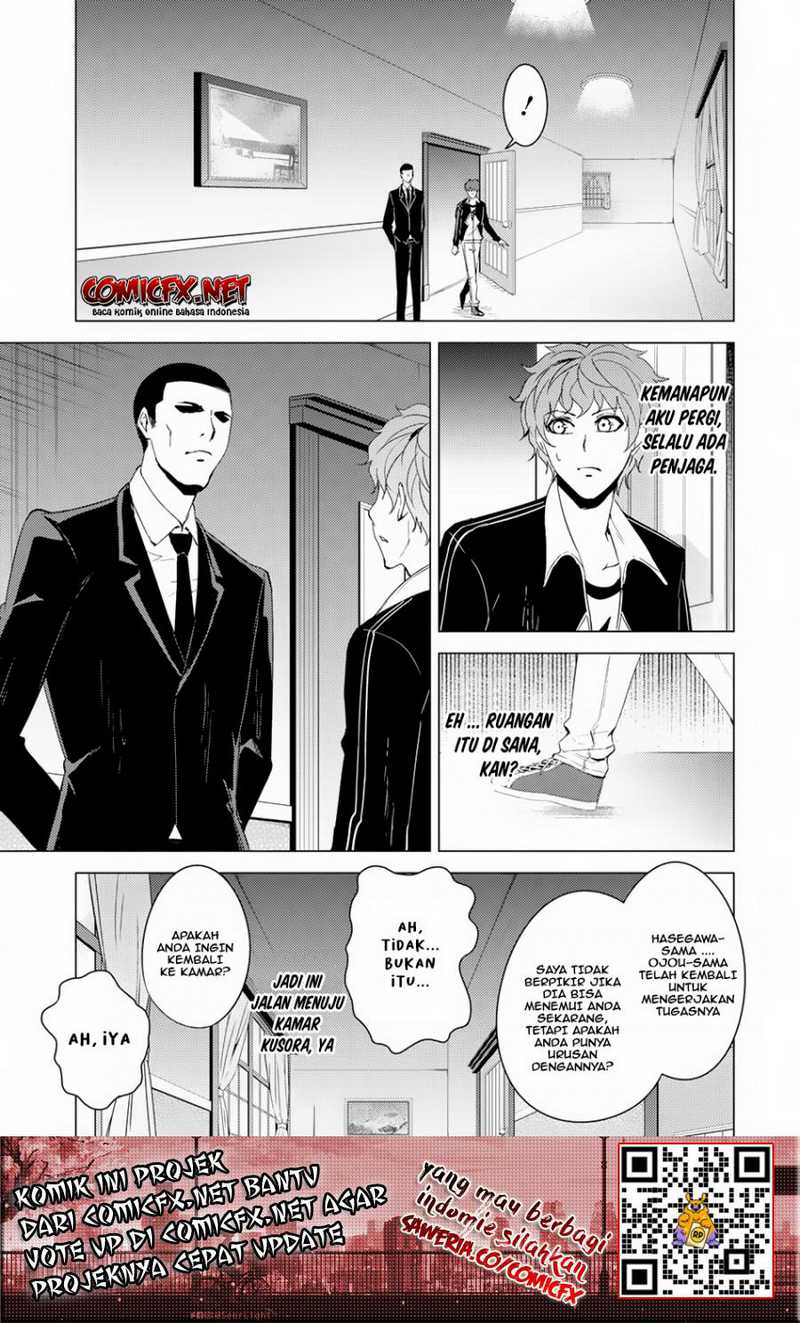 !
COMICFX.NET
Baca Komik Online Bahasa Indonesia
KEMANAPUN
AKU PERGI,
SELALU ADA
PENJAGA.
EH ... RUANGAN
ITU DI SANA,
KAN?
HASEGAWA-
SAMA ....
OJOU-SAMA
TELAH KEMBALI
UNTUK
MENGERJAKAN
TUGASNYA
SAYA TIDAK
BERPIKIR JIKA
DIA BISA
MENEMUI ANDA
SEKARANG,
TETAPI APAKAH
ANDA PUNYA
URUSAN
DENGANNYA?
AH,
TIDAK...
BUKAN
ITU...
JADI INI
JALAN MENUJU
KAMAR
KUSORA, YA
APAKAH
ANDA INGIN
KEMBALI
KE KAMAR?
AH, IYA
KOMIK INI PROJEK
DARI COMICFX.NET BANTU
VOTE UP DI COMICFX.NET AGAR
PROJEKNYA CEPAT UPDATE
yang mau berbagi
indomie silahkan
SAWERIA.CO/COMICFX
RP